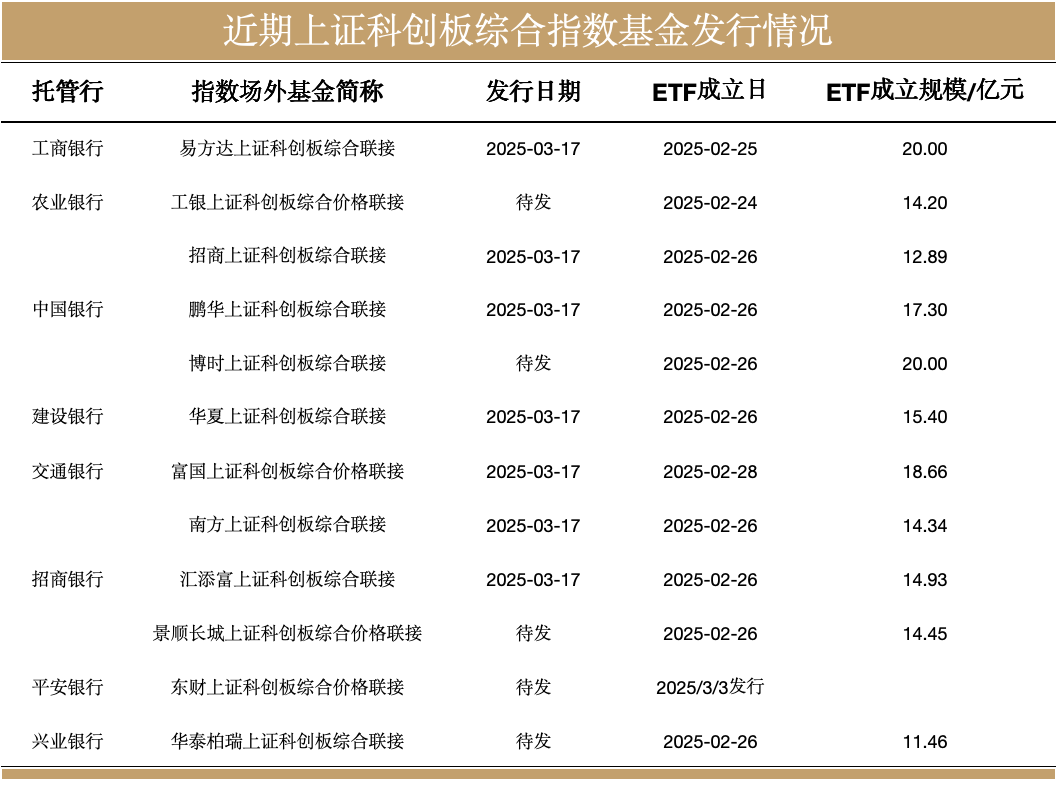 近期上证科创板综合指数基金发行情况
托管行 指数场外基金简称 发行日期 ETF成立日 ETF成立规模/亿元
工商银行 易方达上证科创板综合联接 2025-03-17 2025-02-25 20.00
农业银行 工银上证科创板综合价格联接 待发 2025-02-24 14.20
招商上证科创板综合联接 2025-03-17 2025-02-26 12.89
中国银行 鹏华上证科创板综合联接 2025-03-17 2025-02-26 17.30
博时上证科创板综合联接 待发 2025-02-26 20.00
建设银行 华夏上证科创板综合联接 2025-03-17 2025-02-26 15.40
交通银行 富国上证科创板综合价格联接 2025-03-17 2025-02-28 18.66
南方上证科创板综合联接 2025-03-17 2025-02-26 14.34
招商银行 汇添富上证科创板综合联接 2025-03-17 2025-02-26 14.93
景顺长城上证科创板综合价格联接 待发 2025-02-26 14.45
平安银行 东财上证科创板综合价格联接 待发 2025/3/3发行
兴业银行 华泰柏瑞上证科创板综合联接 待发 2025-02-26 11.46